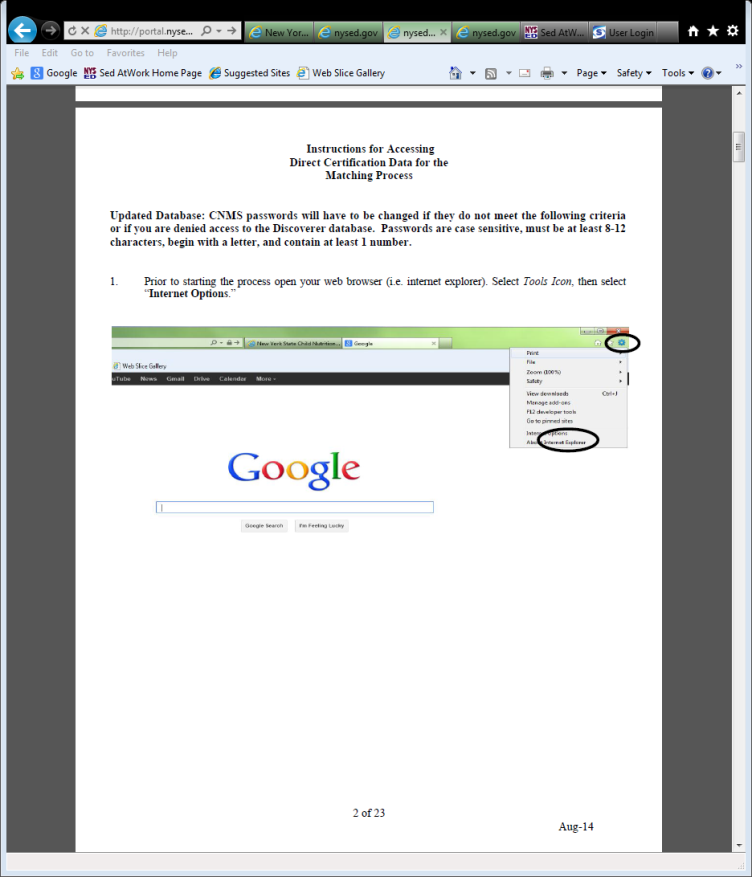 http://portal.nyse...
New Yor...
nysed.gov
nysed...
nysed.gov
Sed AtW...
User Login
File Edit Go to Favorites Help
Google
NYS ED
Sed AtWork Home Page
Suggested Sites
Web Slice Gallery
Page
Safety
Tools
Instructions for Accessing
Direct Certification Data for the
Matching Process
Updated Database: CNMS passwords will have to be changed if they do not meet the following criteria
or if you are denied access to the Discoverer database. Passwords are case sensitive, must be at least 8-12
characters, begin with a letter, and contain at least 1 number.
1. Prior to starting the process open your web browser (i.e. internet explorer). Select Tools Icon, then select
“Internet Options.”
New York State Child Nutrition...
Google
Web Slice Gallery
uTube News Gmail Drive Calendar More
Print
File
Zoom (100%)
Safety
View downloads Ctrl+J
Manage add-ons
F12 developer tools
Go to pinned sites
Internet options
About Internet Explorer
Google
Google Search
I'm Feeling Lucky
2 of 23
Aug-14